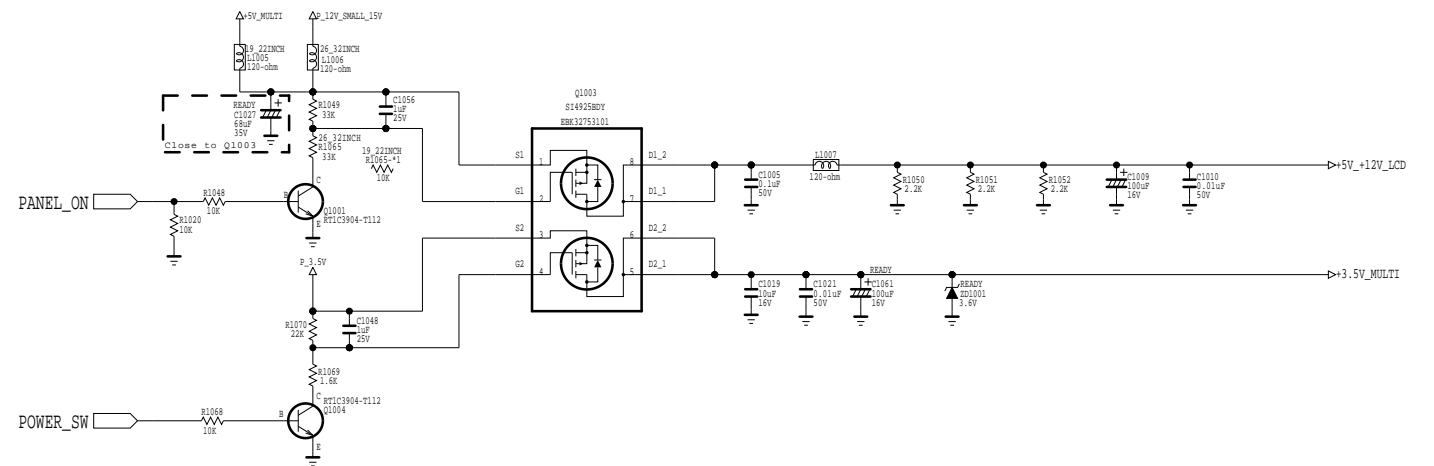 +5V_MULTI
P_12V_SMALL_15V
19_22INCH
L1005
120-ohm
26_32INCH
L1006
120-ohm
READY
C1027
68uF
35V
+
Close to Q1003
R1049
33K
C1056
1uF
25V
26_32INCH
R1065
33K
19_22INCH
R1065-*1
10K
PANEL_ON
R1048
10K
R1020
10K
B
C
E
Q1001
RT1C3904-T112
Q1003
SI4925BDY
EBK32753101
S1
1
G1
2
S2
3
G2
4
8
D1_2
7
D1_1
6
D2_2
5
D2_1
C1005
0.1uF
50V
L1007
120-ohm
R1050
2.2K
R1051
2.2K
R1052
2.2K
+
C1009
100uF
16V
C1010
0.01uF
50V
+5V_+12V_LCD
C1019
10uF
16V
C1021
0.01uF
50V
READY
+
C1061
100uF
16V
READY
ZD1001
3.6V
+3.5V_MULTI
P_3.5V
R1070
22K
C1048
1uF
25V
R1069
1.6K
POWER_SW
R1068
10K
B
C
E
RT1C3904-T112
Q1004